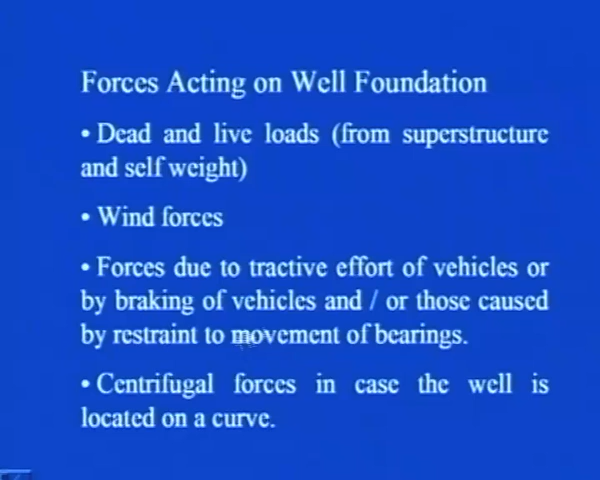 Forces Acting on Well Foundation
• Dead and live loads (from superstructure
and self weight)
• Wind forces
• Forces due to tractive effort of vehicles or
by braking of vehicles and / or those caused
by restraint to movement of bearings.
• Centrifugal forces in case the well is
located on a curve.